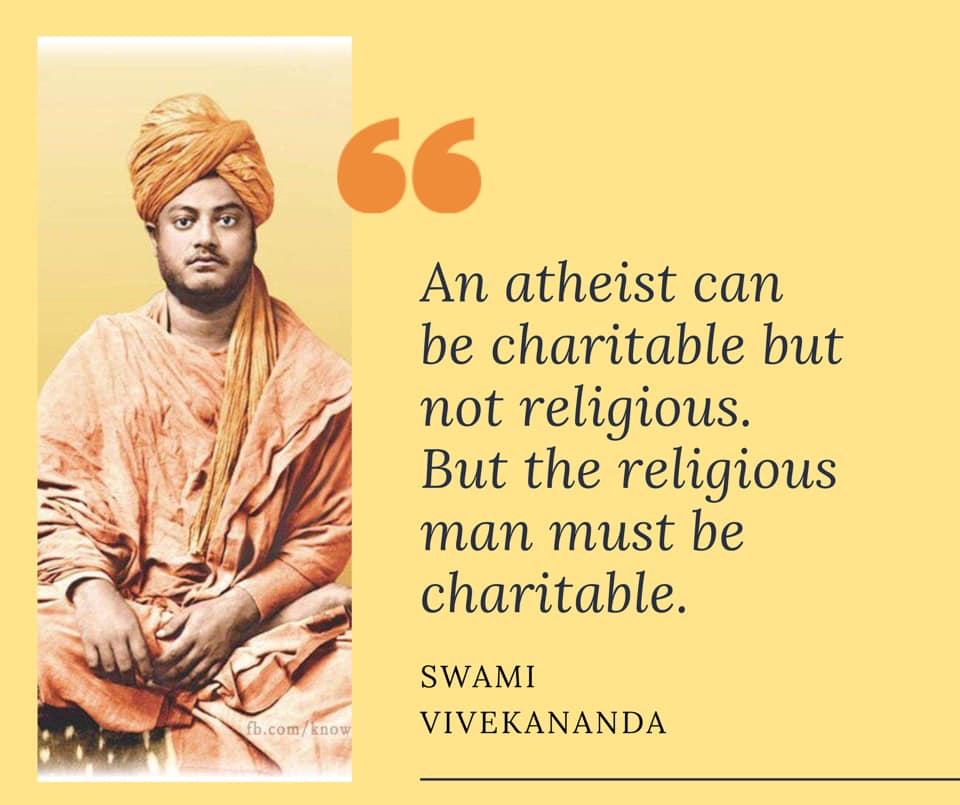 “
An atheist can
be charitable but
not religious.
But the religious
man must be
charitable.
SWAMI
VIVEKANANDA
fb.com/know